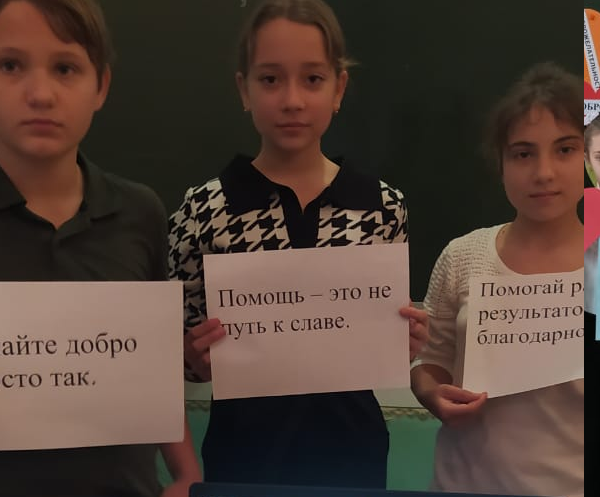 айте добро
сто так.
Помощь – это не
путь к славе.
Помогай р
результато
благодарно